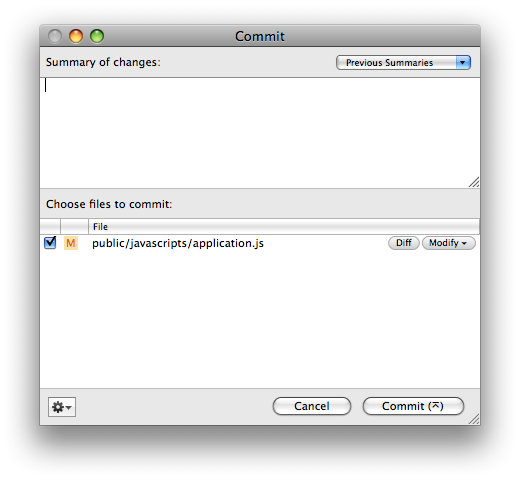 Commit
Summary of changes:
Previous Summaries
Choose files to commit:
File
M public/javascripts/application.js Diff Modify
Cancel Commit (⌅)